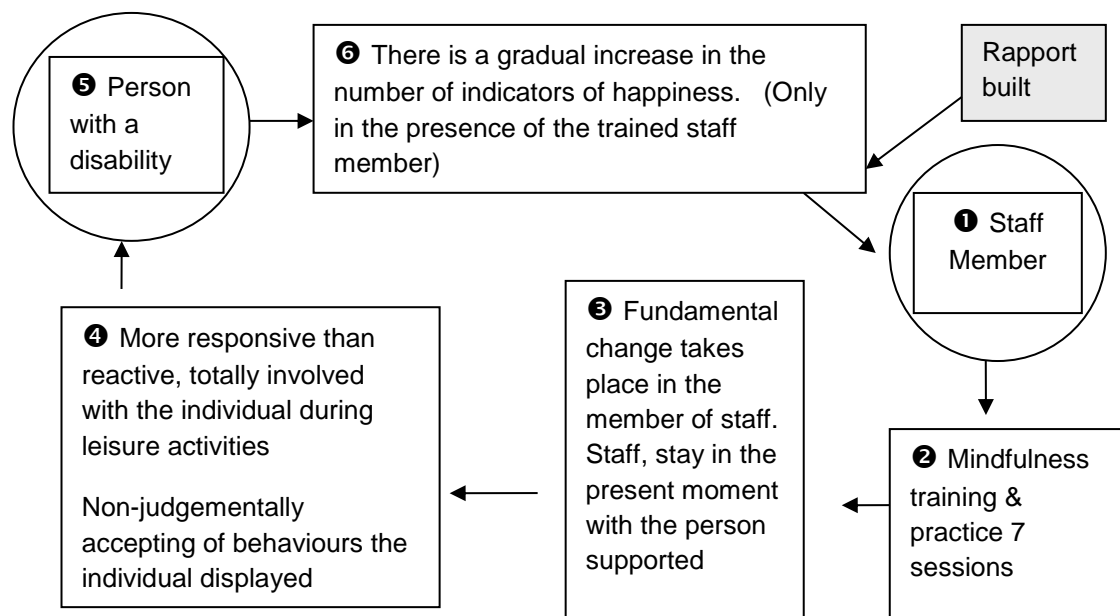 ❺ Person
with a
disability
❻ There is a gradual increase in the
number of indicators of happiness. (Only
in the presence of the trained staff
member)
Rapport
built
❶ Staff
Member
❹ More responsive than
reactive, totally involved
with the individual during
leisure activities
Non-judgementally
accepting of behaviours the
individual displayed
❸ Fundamental
change takes
place in the
member of staff.
Staff, stay in the
present moment
with the person
supported
❷ Mindfulness
training &
practice 7
sessions